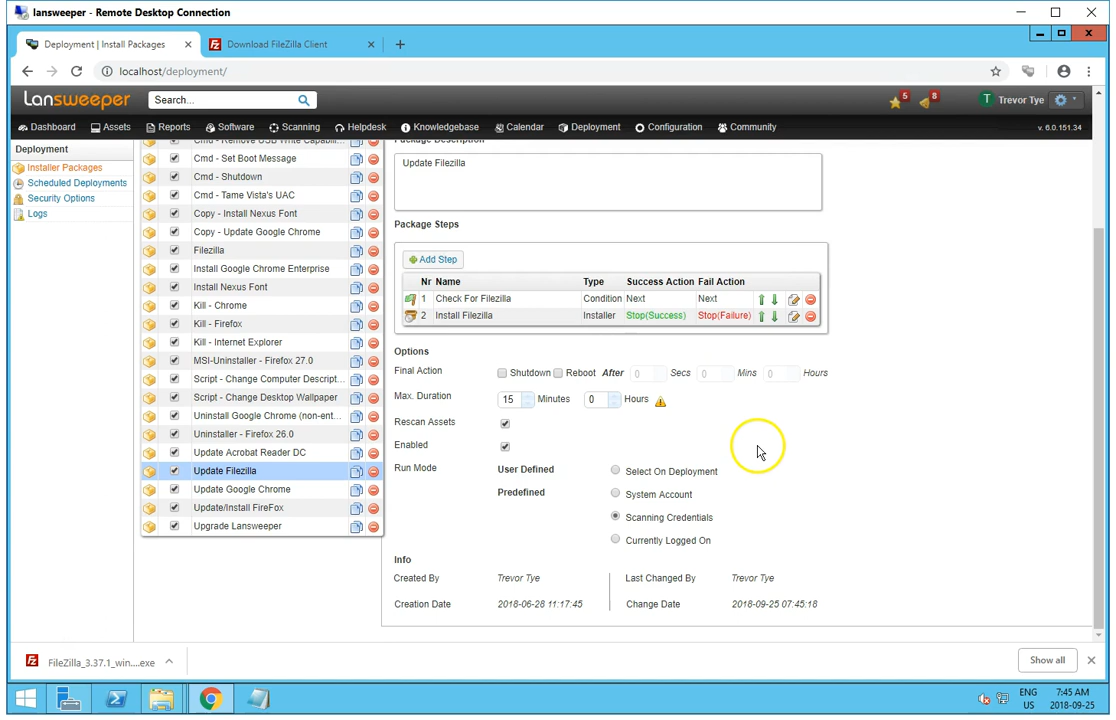 lansweeper - Remote Desktop Connection
Deployment | Install Packages
Download FileZilla Client
localhost/deployment/
Lansweeper
Search...
5
8
T
Trevor Tye
Dashboard
Assets
Reports
Software
Scanning
Helpdesk
Knowledgebase
Calendar
Deployment
Configuration
Community
v. 6.0.151.34
Deployment
Installer Packages
Scheduled Deployments
Security Options
Logs
Cmd - Remove USB Write Capabili...
Cmd - Set Boot Message
Cmd - Shutdown
Cmd - Tame Vista's UAC
Copy - Install Nexus Font
Copy - Update Google Chrome
Filezilla
Install Google Chrome Enterprise
Install Nexus Font
Kill - Chrome
Kill - Firefox
Kill - Internet Explorer
MSI-Uninstaller - Firefox 27.0
Script - Change Computer Descript...
Script - Change Desktop Wallpaper
Uninstall Google Chrome (non-ent...
Uninstaller - Firefox 26.0
Update Acrobat Reader DC
Update Filezilla
Update Google Chrome
Update/Install FireFox
Upgrade Lansweeper
Package Description
Update Filezilla
Package Steps
Add Step
Nr Name Type Success Action Fail Action
1 Check For Filezilla Condition Next Next
2 Install Filezilla Installer Stop(Success) Stop(Failure)
Options
Final Action Shutdown Reboot After 0 Secs 0 Mins 0 Hours
Max. Duration 15 Minutes 0 Hours
Rescan Assets
Enabled
Run Mode User Defined Select On Deployment
Predefined System Account
Scanning Credentials
Currently Logged On
Info
Created By Trevor Tye Last Changed By Trevor Tye
Creation Date 2018-06-28 11:17:45 Change Date 2018-09-25 07:45:18
FileZilla_3.37.1_win....exe
Show all
ENG
US
7:45 AM
2018-09-25